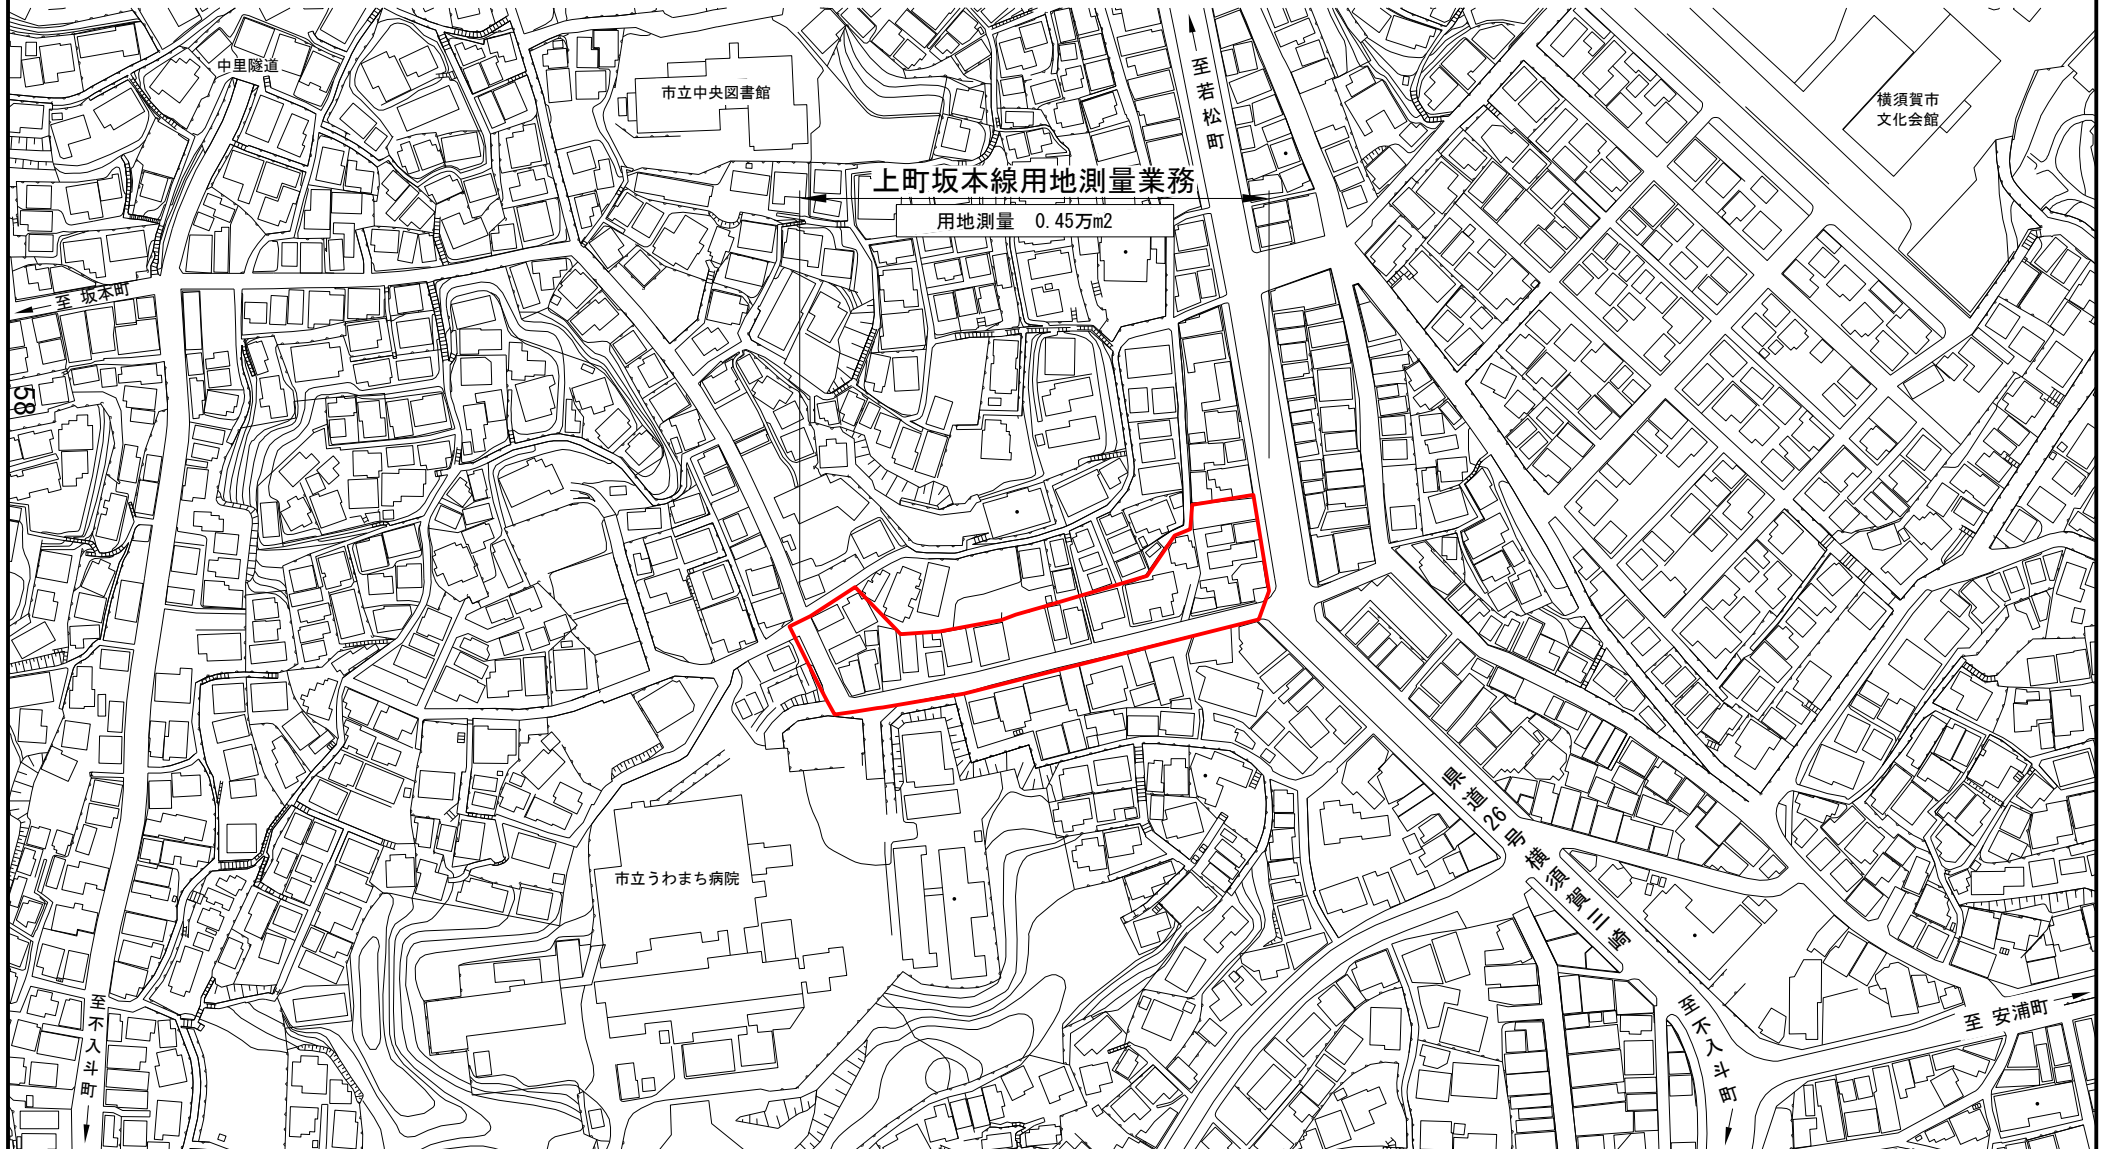 中里隧道
市立中央図書館
至若松町
横須賀市
文化会館
上町坂本線用地測量業務
用地測量 0.45万m2
至 坂本町
58
県道26号横須賀三崎
市立うわまち病院
至不入斗町
至不入斗町
至 安浦町